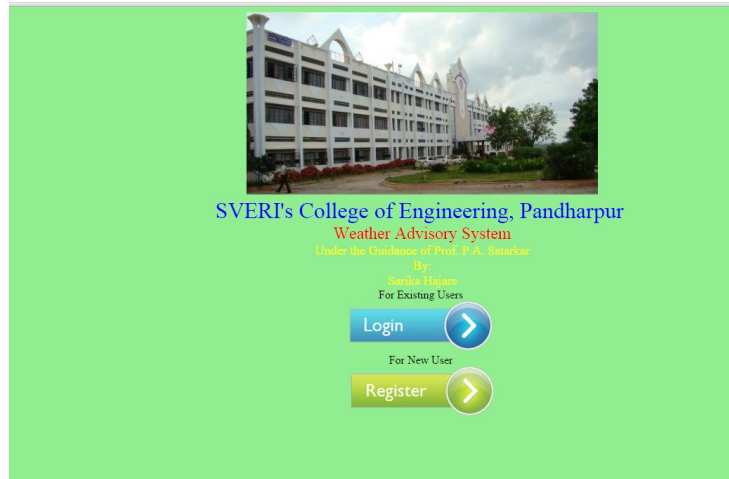 SVERI's College of Engineering, Pandharpur
Weather Advisory System
Under the Guidance of Prof. P.A. Satarkar
By:
Sarika Hajare
For Existing Users
Login
For New User
Register